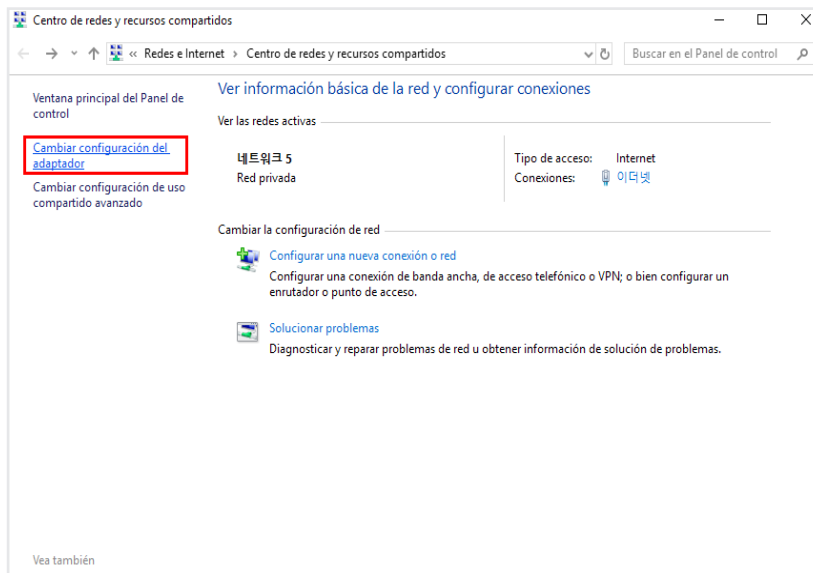 Centro de redes y recursos compartidos
« Redes e Internet > Centro de redes y recursos compartidos
Buscar en el Panel de control
Ventana principal del Panel de
control
Cambiar configuración del
adaptador
Cambiar configuración de uso
compartido avanzado
Ver información básica de la red y configurar conexiones
Ver las redes activas
네트워크 5
Red privada
Tipo de acceso: Internet
Conexiones: 이더넷
Cambiar la configuración de red
Configurar una nueva conexión o red
Configurar una conexión de banda ancha, de acceso telefónico o VPN; o bien configurar un
enrutador o punto de acceso.
Solucionar problemas
Diagnosticar y reparar problemas de red u obtener información de solución de problemas.
Vea también